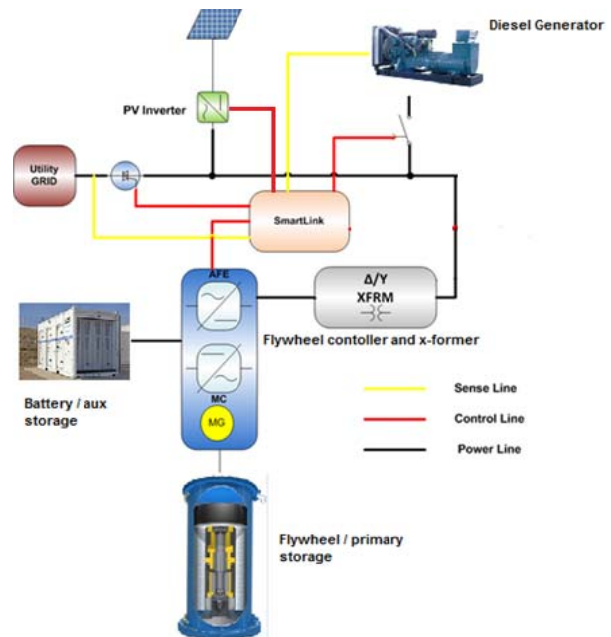 Diesel Generator
PV Inverter
Utility
GRID
SmartLink
AFE
Δ/Y
XFRM
Flywheel contoller and x-former
MC
MG
Battery / aux
storage
Sense Line
Control Line
Power Line
Flywheel / primary
storage